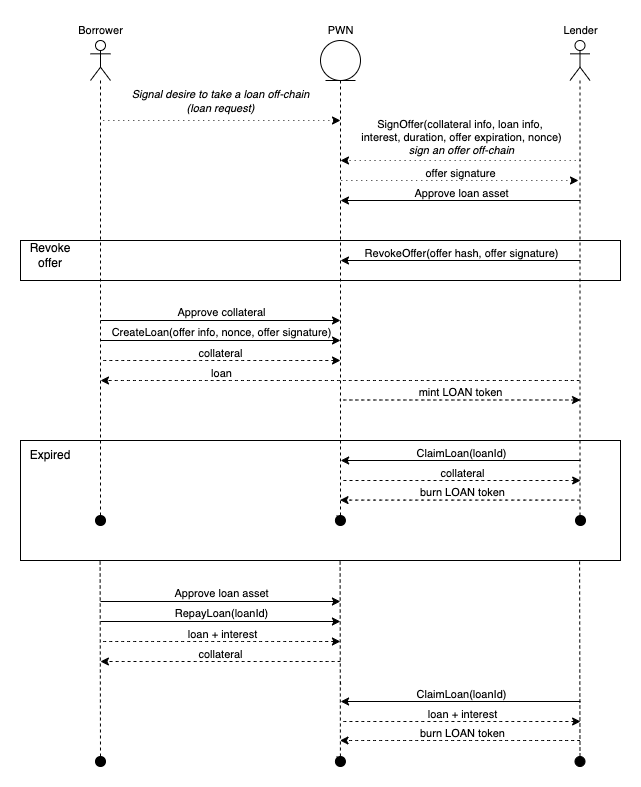 Borrower
PWN
Lender
Signal desire to take a loan off-chain
(loan request)
SignOffer(collateral info, loan info,
interest, duration, offer expiration, nonce)
sign an offer off-chain
offer signature
Approve loan asset
Revoke
offer
RevokeOffer(offer hash, offer signature)
Approve collateral
CreateLoan(offer info, nonce, offer signature)
collateral
loan
mint LOAN token
Expired
ClaimLoan(loanId)
collateral
burn LOAN token
Approve loan asset
RepayLoan(loanId)
loan + interest
collateral
ClaimLoan(loanId)
loan + interest
burn LOAN token